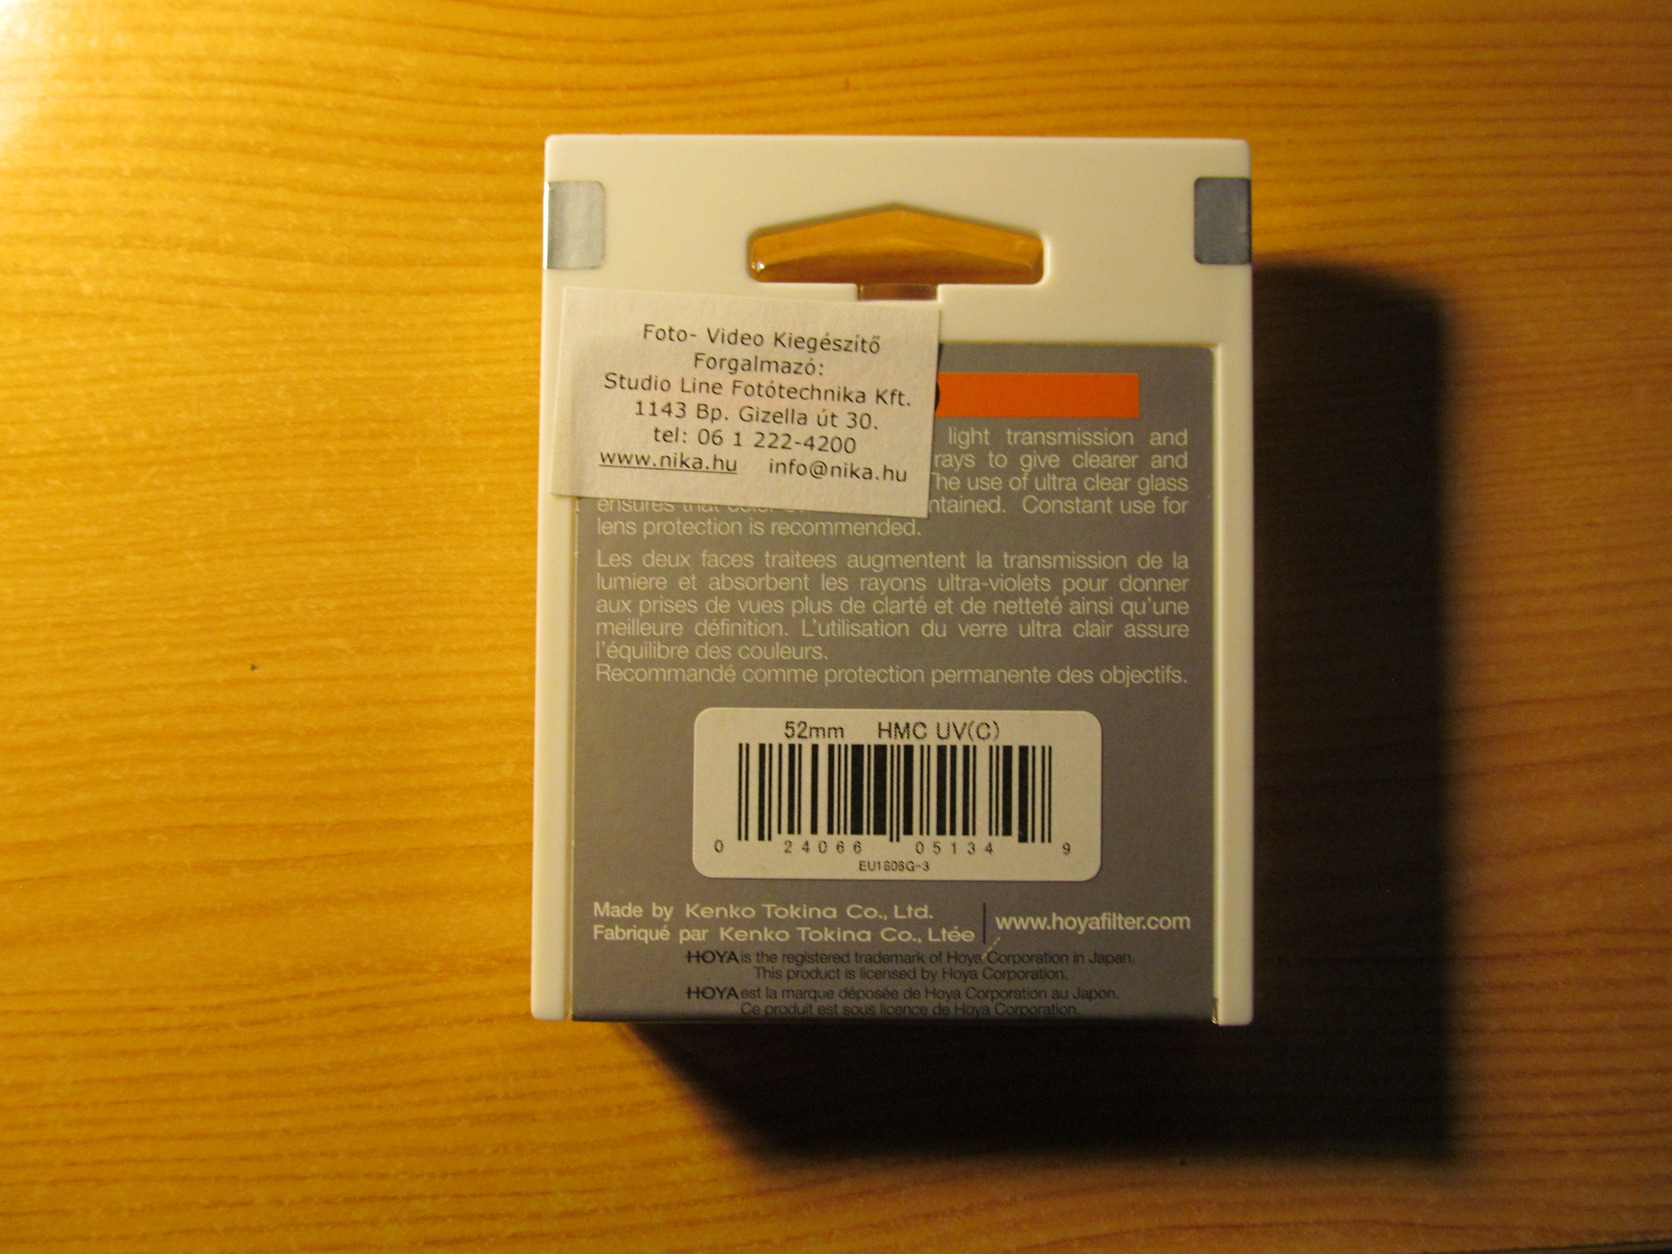 Foto- Video Kiegészítő
Forgalmazó:
Studio Line Fotótechnika Kft.
1143 Bp. Gizella út 30.
tel: 06 1 222-4200
www.nika.hu info@nika.hu
light transmission and
rays to give clearer and
The use of ultra clear glass
ensures that Constant use for
lens protection is recommended.
Les deux faces traitees augmentent la transmission de la
lumiere et absorbent les rayons ultra-violets pour donner
aux prises de vues plus de clarté et de netteté ainsi qu'une
meilleure définition. L'utilisation du verre ultra clair assure
l'équilibre des couleurs.
Recommandé comme protection permanente des objectifs.
52mm HMC UV(C)
0 24066 05134 9
EU1606G-3
Made by Kenko Tokina Co., Ltd.
Fabriqué par Kenko Tokina Co., Ltée
www.hoyafilter.com
HOYA is the registered trademark of Hoya Corporation in Japan.
This product is licensed by Hoya Corporation.
HOYA est la marque déposée de Hoya Corporation au Japon.
Ce produit est sous licence de Hoya Corporation.